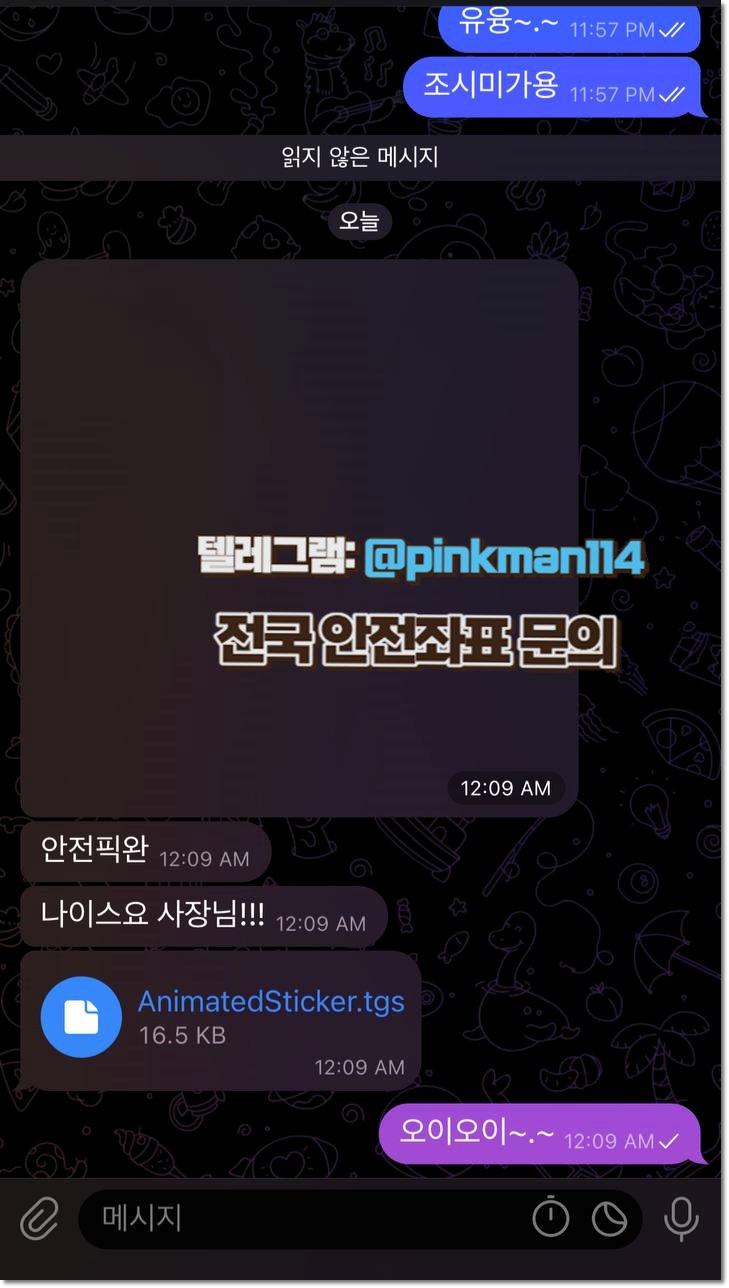 유융~.~ 11:57 PM
조시미가용 11:57 PM
읽지 않은 메시지
오늘
텔레그램: @pinkman114
전국 안전좌표 문의
12:09 AM
안전픽완 12:09 AM
나이스요 사장님!!! 12:09 AM
AnimatedSticker.tgs
16.5 KB
12:09 AM
오이오이~.~ 12:09 AM
메시지